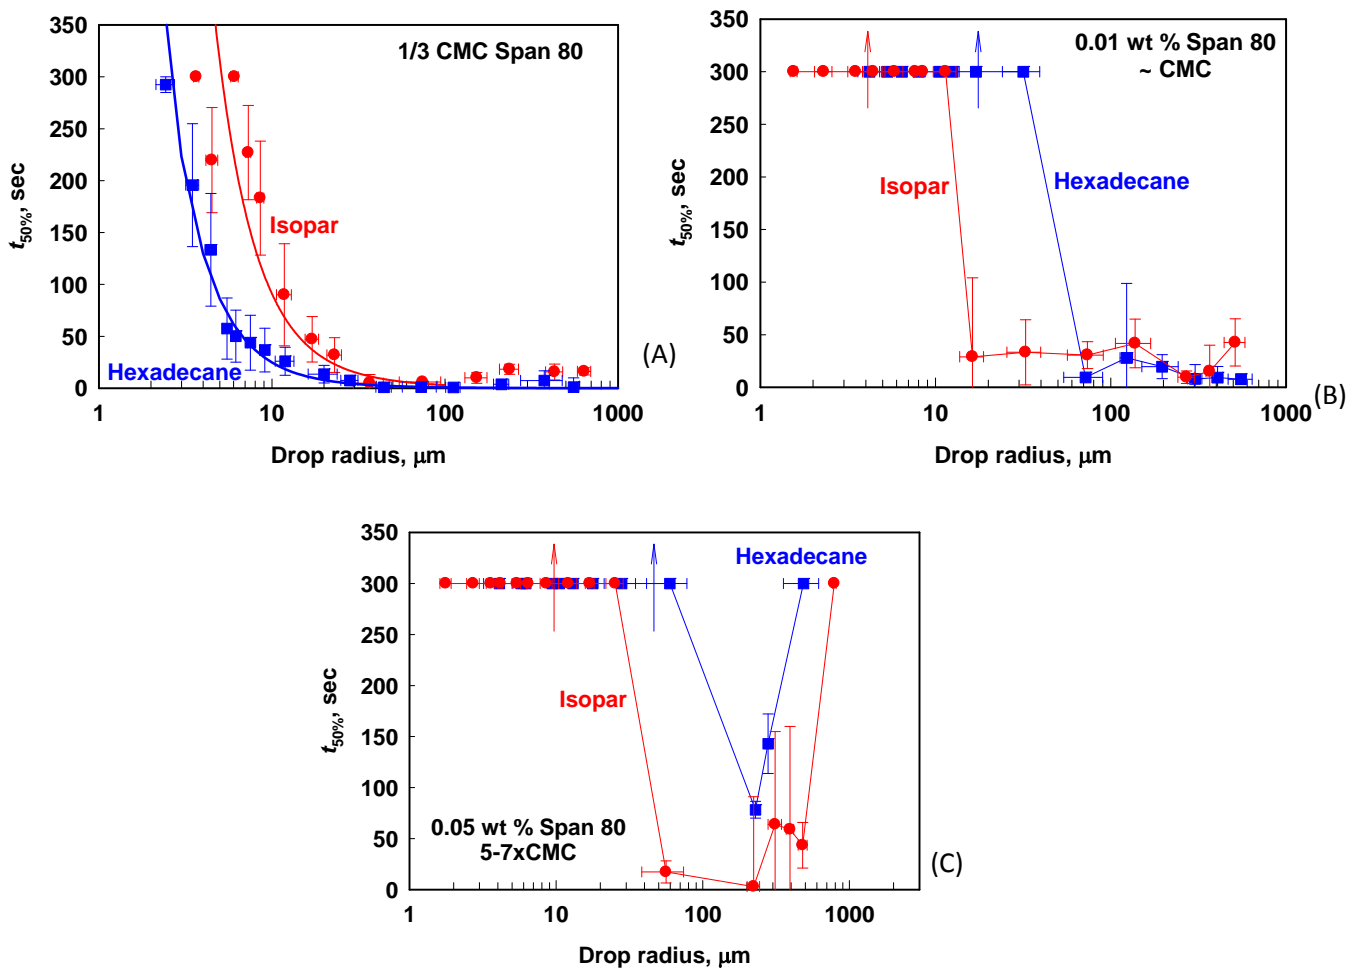 350
300
250
200
150
100
50
0
t50%, sec
1/3 CMC Span 80
Isopar
Hexadecane
1
10
100
1000
Drop radius, μm
(A)
350
300
250
200
150
100
50
0
t50%, sec
0.01 wt % Span 80
~ CMC
Isopar
Hexadecane
1
10
100
1000
Drop radius, μm
(B)
350
300
250
200
150
100
50
0
t50%, sec
Hexadecane
Isopar
0.05 wt % Span 80
5-7xCMC
1
10
100
1000
Drop radius, μm
(C)